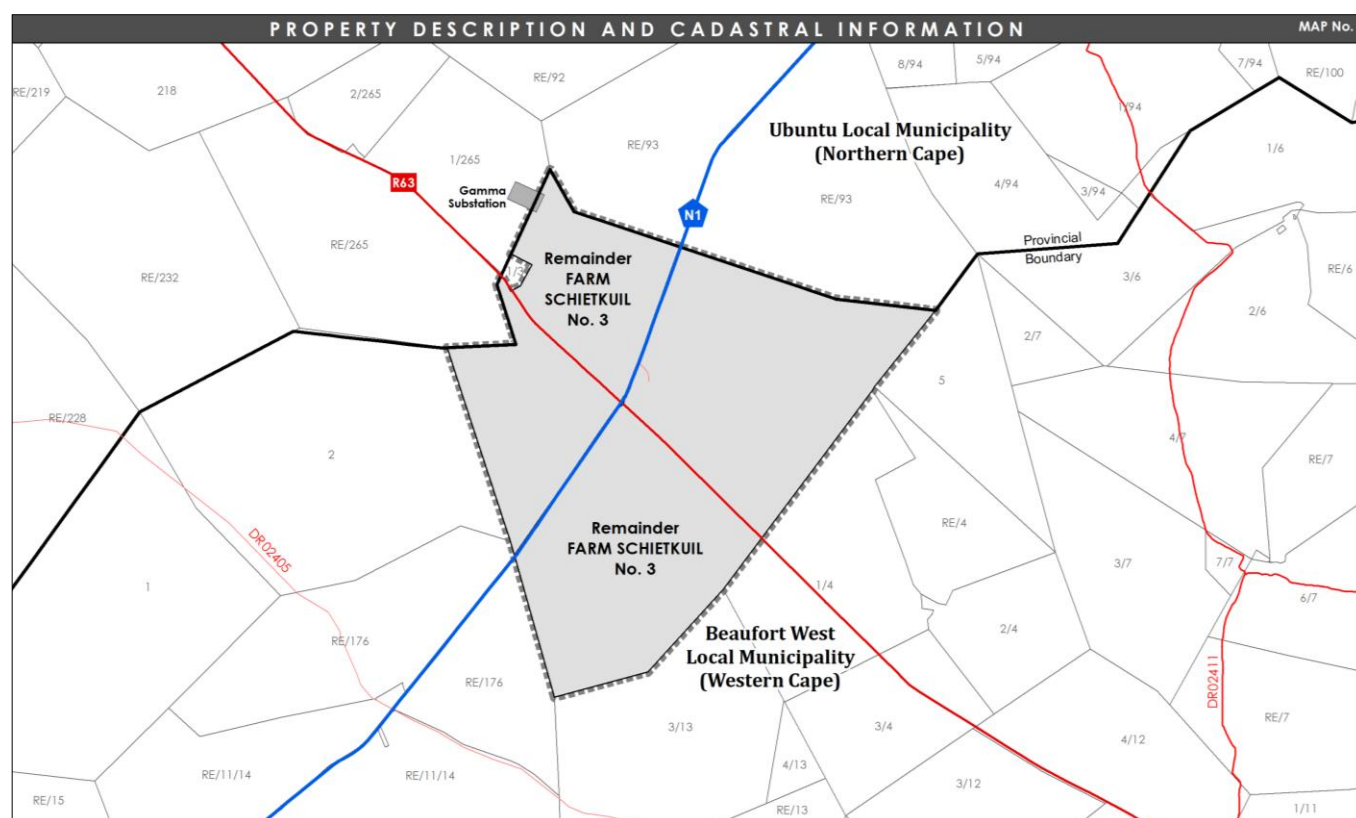 PROPERTY DESCRIPTION AND CADASTRAL INFORMATION
MAP No.
8/94
5/94
7/94
RE/100
RE/219
218
2/265
RE/92
1/94
Ubuntu Local Municipality
(Northern Cape)
1/265
RE/93
1/6
R63
Gamma
Substation
4/94
3/94
RE/93
N1
RE/265
Provincial
Boundary
Remainder
FARM
SCHIETKUIL
No. 3
1/3
RE/232
3/6
RE/6
2/6
2/7
5
RE/228
2
4/7
RE/7
DR02405
RE/4
Remainder
FARM SCHIETKUIL
No. 3
1
1/4
3/7
7/7
6/7
2/4
RE/176
Beaufort West
Local Municipality
(Western Cape)
RE/176
DR02411
3/13
3/4
RE/7
4/12
4/13
RE/11/14
RE/11/14
3/12
RE/15
RE/13
1/11